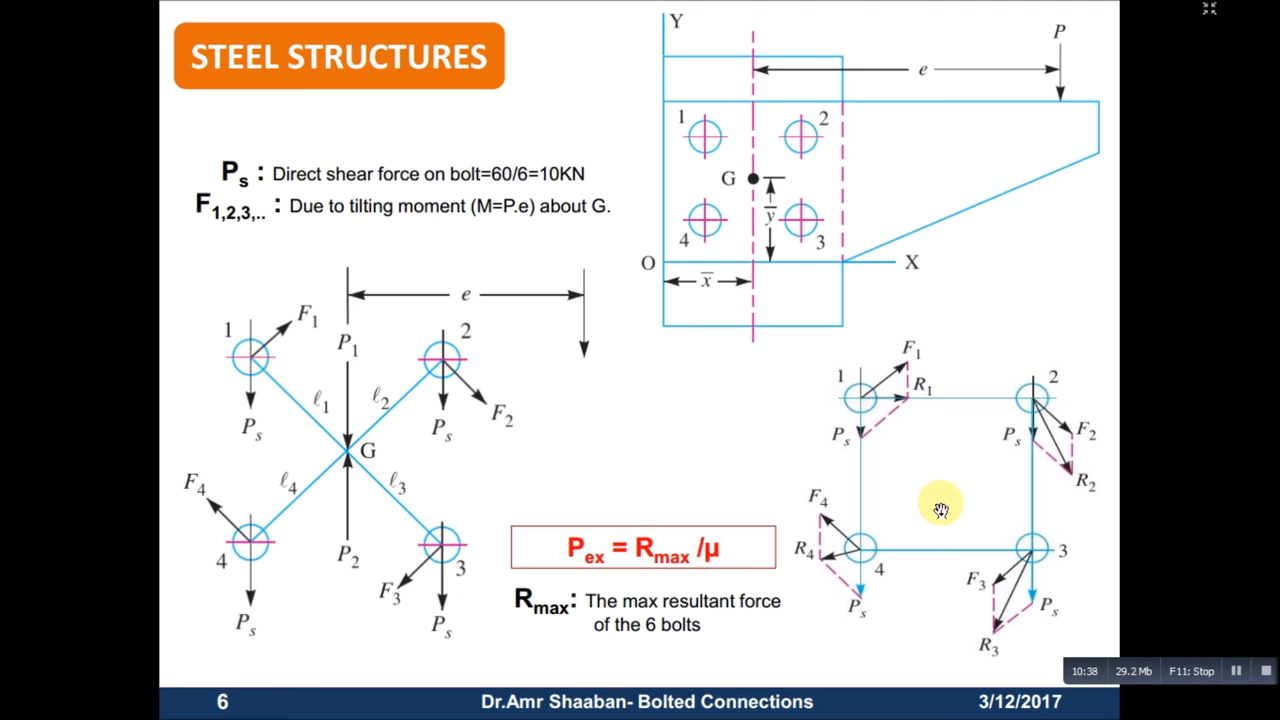 STEEL STRUCTURES
Ps : Direct shear force on bolt=60/6=10KN
F1,2,3,.. : Due to tilting moment (M=P.e) about G.
Y
P
e
1
2
G
y
4
3
O
x
X
e
1
F1
P1
2
Ps
ℓ1
ℓ2
Ps
F2
G
F4
ℓ4
ℓ3
4
P2
F3
3
Ps
Ps
Pex = Rmax /μ
Rmax: The max resultant force
of the 6 bolts
F1
1
R1
2
Ps
Ps
F2
R2
F4
R4
4
3
F3
Ps
Ps
R3
10:38 29.2 Mb F11: Stop
6 Dr.Amr Shaaban- Bolted Connections 3/12/2017